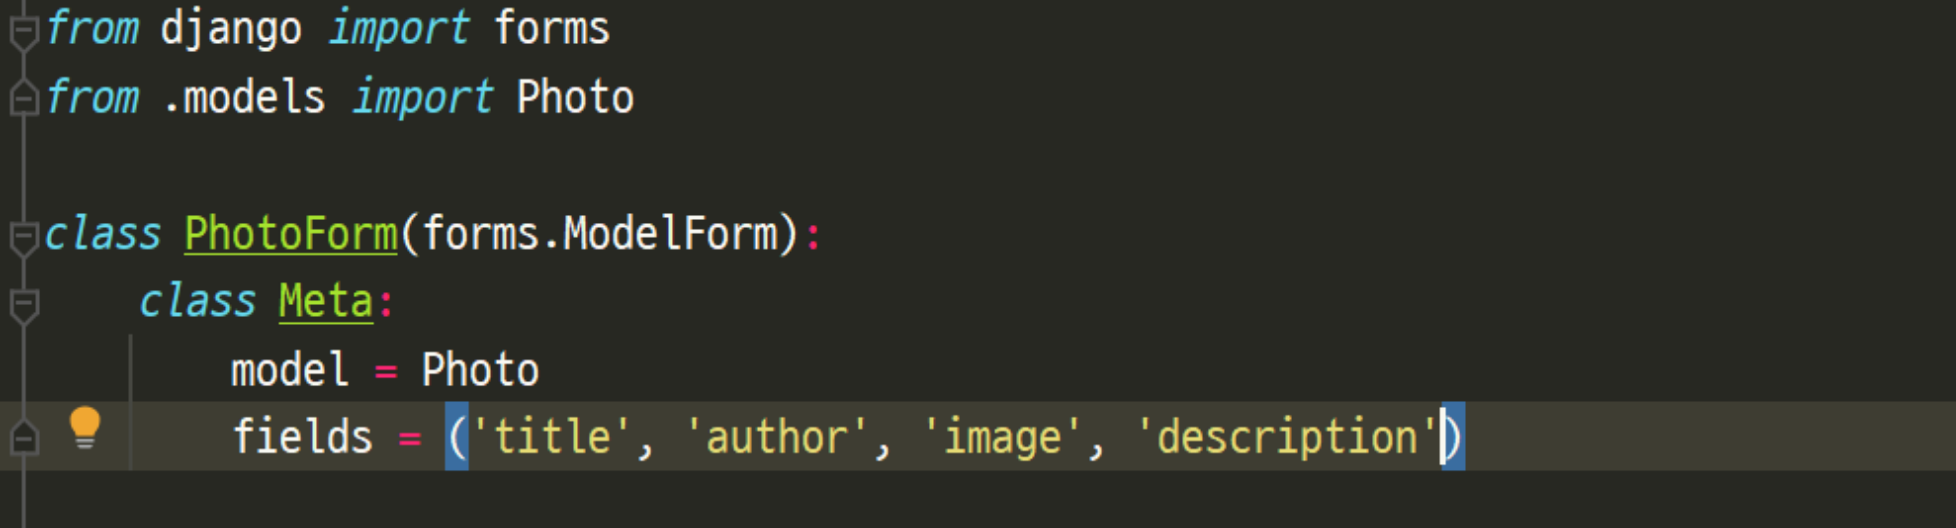 from django import forms
from .models import Photo
class PhotoForm(forms.ModelForm):
class Meta:
model = Photo
fields = ('title', 'author', 'image', 'description')